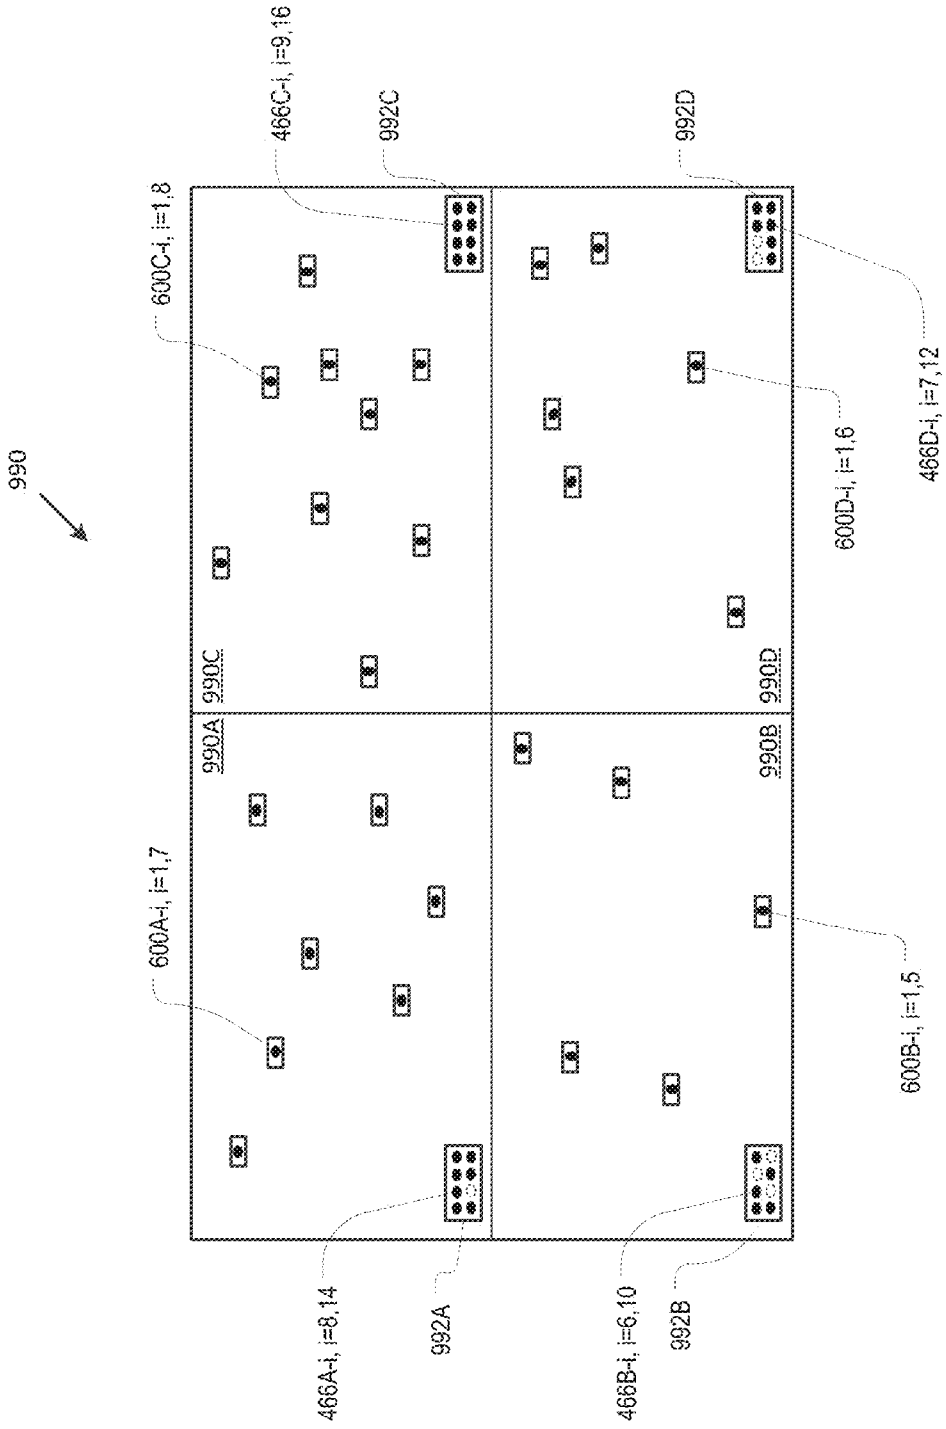 990
600A-i, i=1,7
600C-i, i=1,8
466C-i, i=9,16
992C
992D
990A
990C
990B
990D
466A-i, i=8,14
992A
466B-i, i=6,10
992B
600B-i, i=1,5
600D-i, i=1,6
466D-i, i=7,12